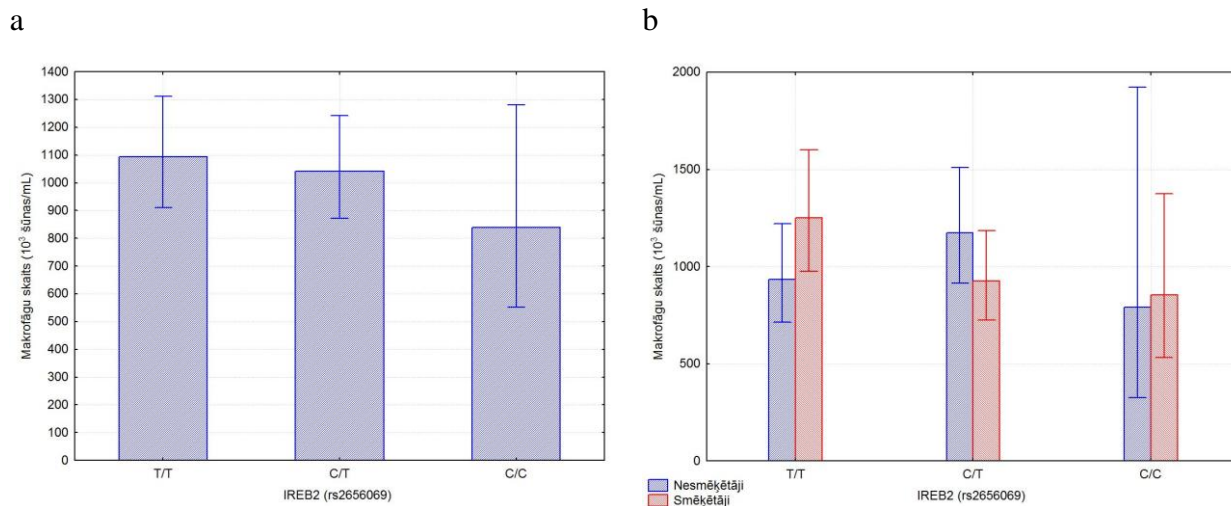 a
b
Makrofāgu skaits (10³ šūnas/mL)
1400
1300
1200
1100
1000
900
800
700
600
500
400
300
200
100
0
T/T
C/T
C/C
IREB2 (rs2656069)
Makrofāgu skaits (10³ šūnas/mL)
2000
1500
1000
500
0
T/T
C/T
C/C
IREB2 (rs2656069)
Nesmēķētāji
Smēķētāji